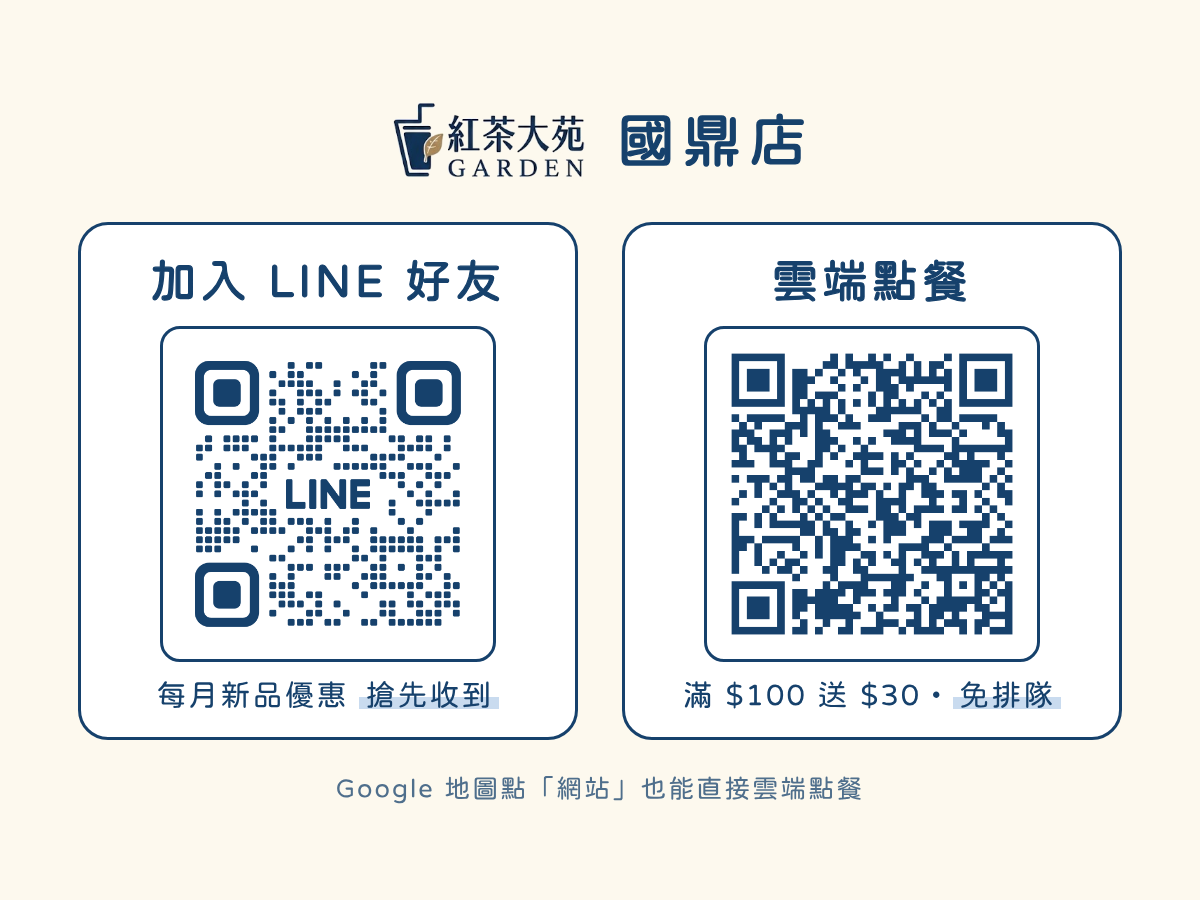 紅茶大苑
GARDEN
國鼎店
加入 LINE 好友
LINE
每月新品優惠 搶先收到
雲端點餐
滿 $100 送 $30・免排隊
Google 地圖點「網站」也能直接雲端點餐